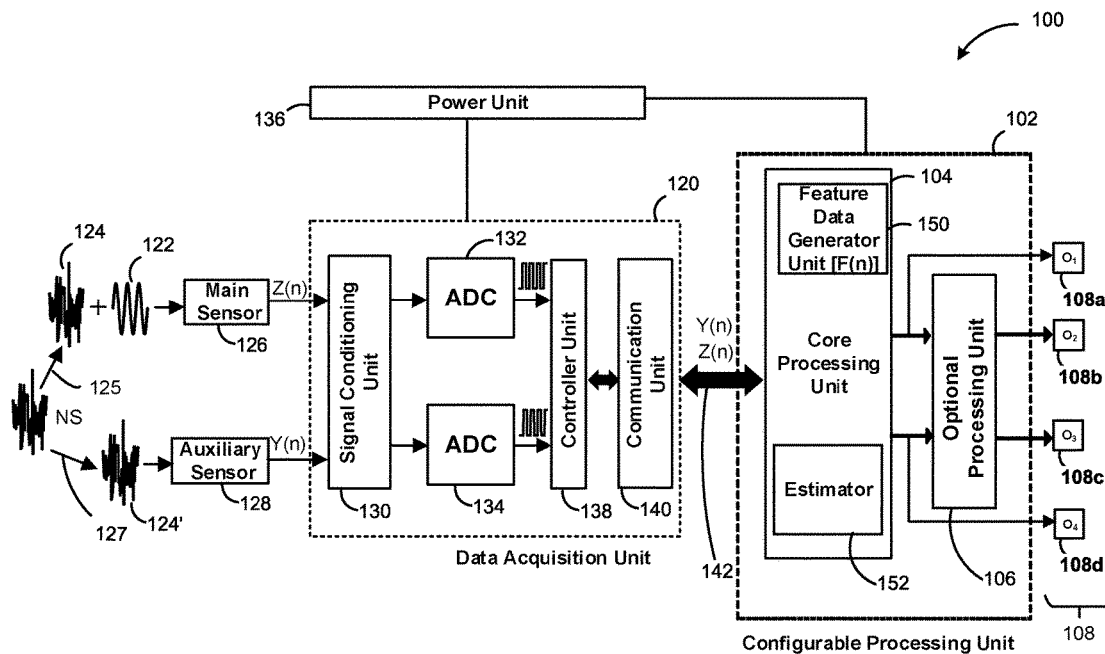 100
Power Unit
136
102
104
120
Feature
Data
Generator
Unit [F(n)]
150
124
122
132
O1
108a
Main
Sensor
Z(n)
126
+
ADC
Signal Conditioning
Unit
Controller Unit
Communication
Unit
Y(n)
Z(n)
Core
Processing
Unit
Optional
Processing Unit
O2
108b
125
NS
Auxiliary
Sensor
Y(n)
128
ADC
O3
108c
Estimator
127
124'
130
134
138
140
O4
108d
Data Acquisition Unit
142
152
106
108
Configurable Processing Unit